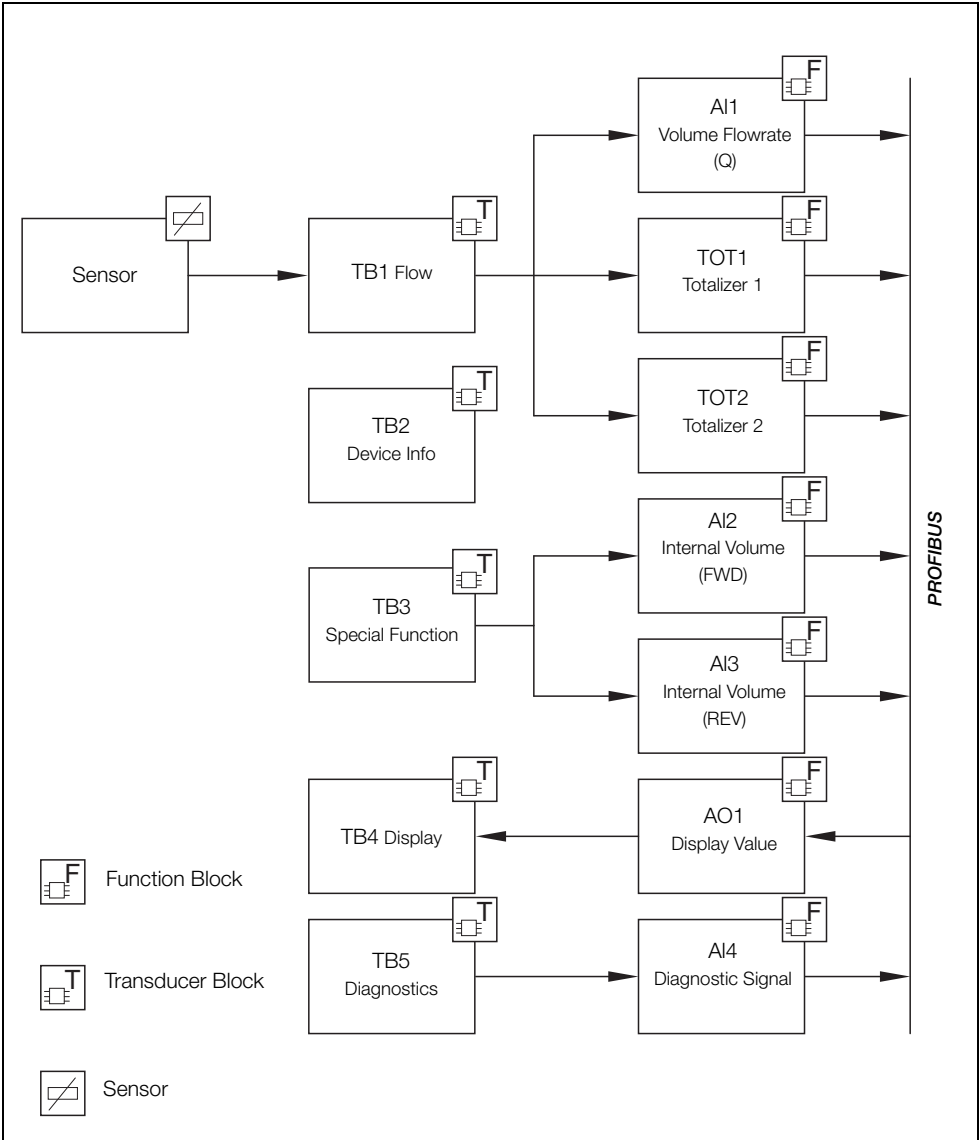 F
AI1
Volume Flowrate
(Q)
T
Sensor
TB1 Flow
F
TOT1
Totalizer 1
T
TB2
Device Info
F
TOT2
Totalizer 2
F
AI2
Internal Volume
(FWD)
PROFIBUS
T
TB3
Special Function
F
AI3
Internal Volume
(REV)
T
TB4 Display
F
AO1
Display Value
F
Function Block
T
TB5
Diagnostics
F
AI4
Diagnostic Signal
T
Transducer Block
Sensor